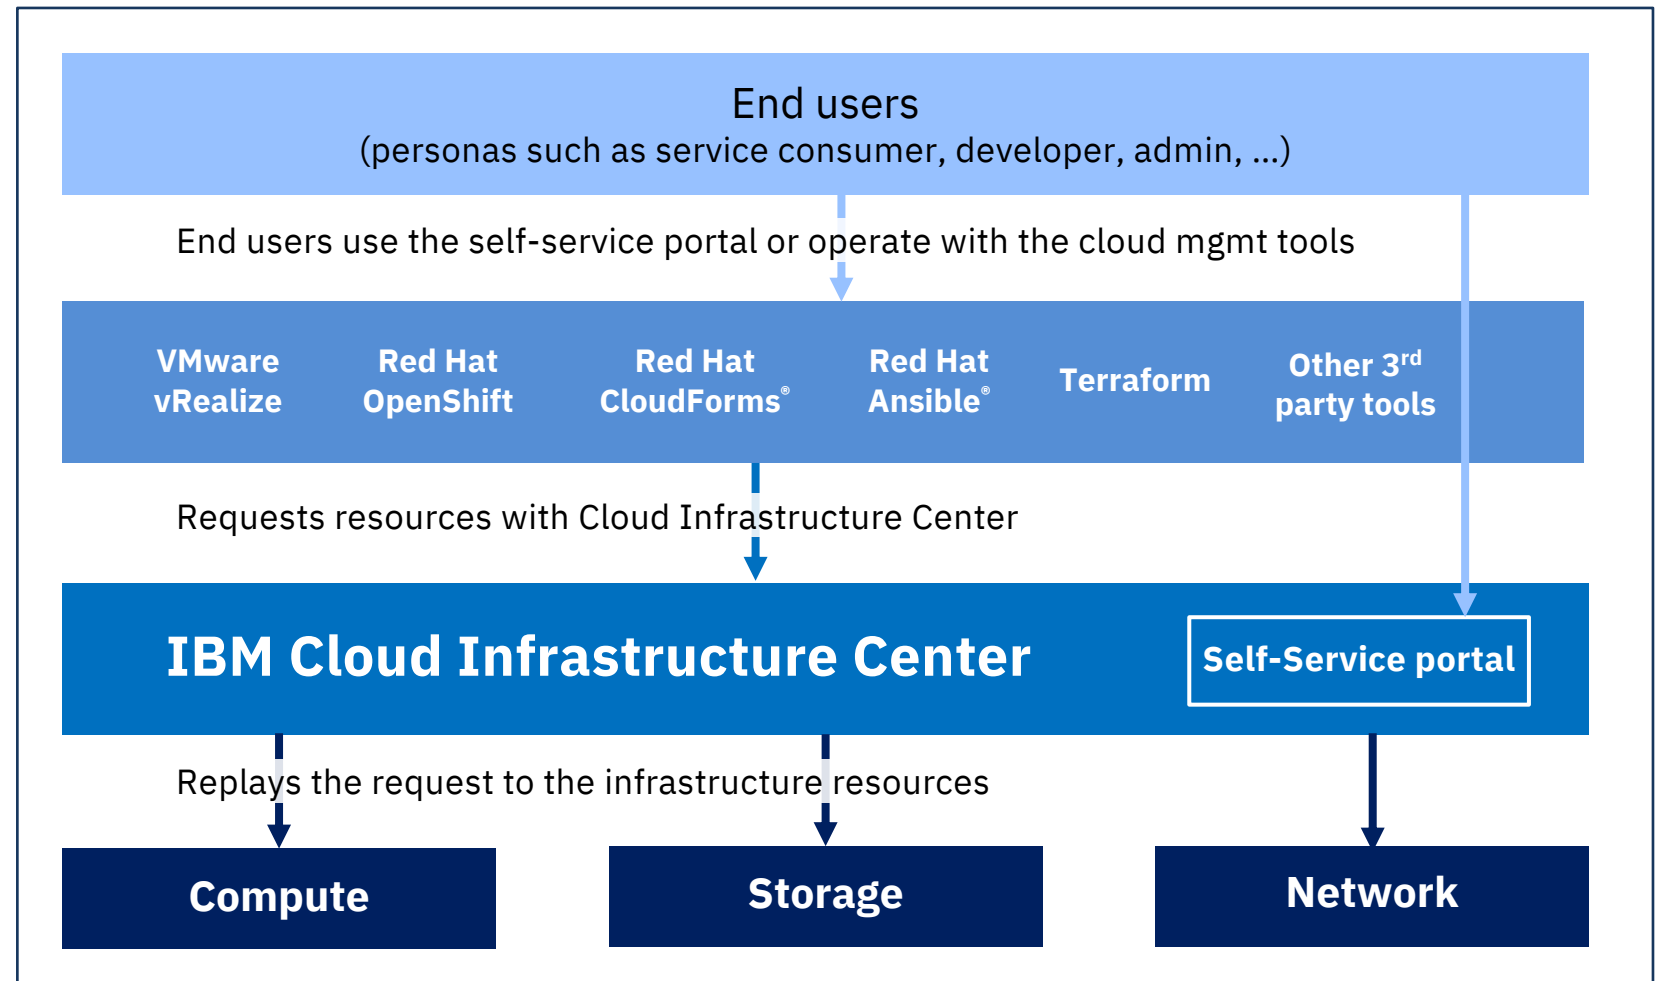 End users
(personas such as service consumer, developer, admin, ...)
End users use the self-service portal or operate with the cloud mgmt tools
VMware
vRealize
Red Hat
OpenShift
Red Hat
CloudForms®
Red Hat
Ansible®
Terraform
Other 3rd
party tools
Requests resources with Cloud Infrastructure Center
IBM Cloud Infrastructure Center
Self-Service portal
Replays the request to the infrastructure resources
Compute
Storage
Network